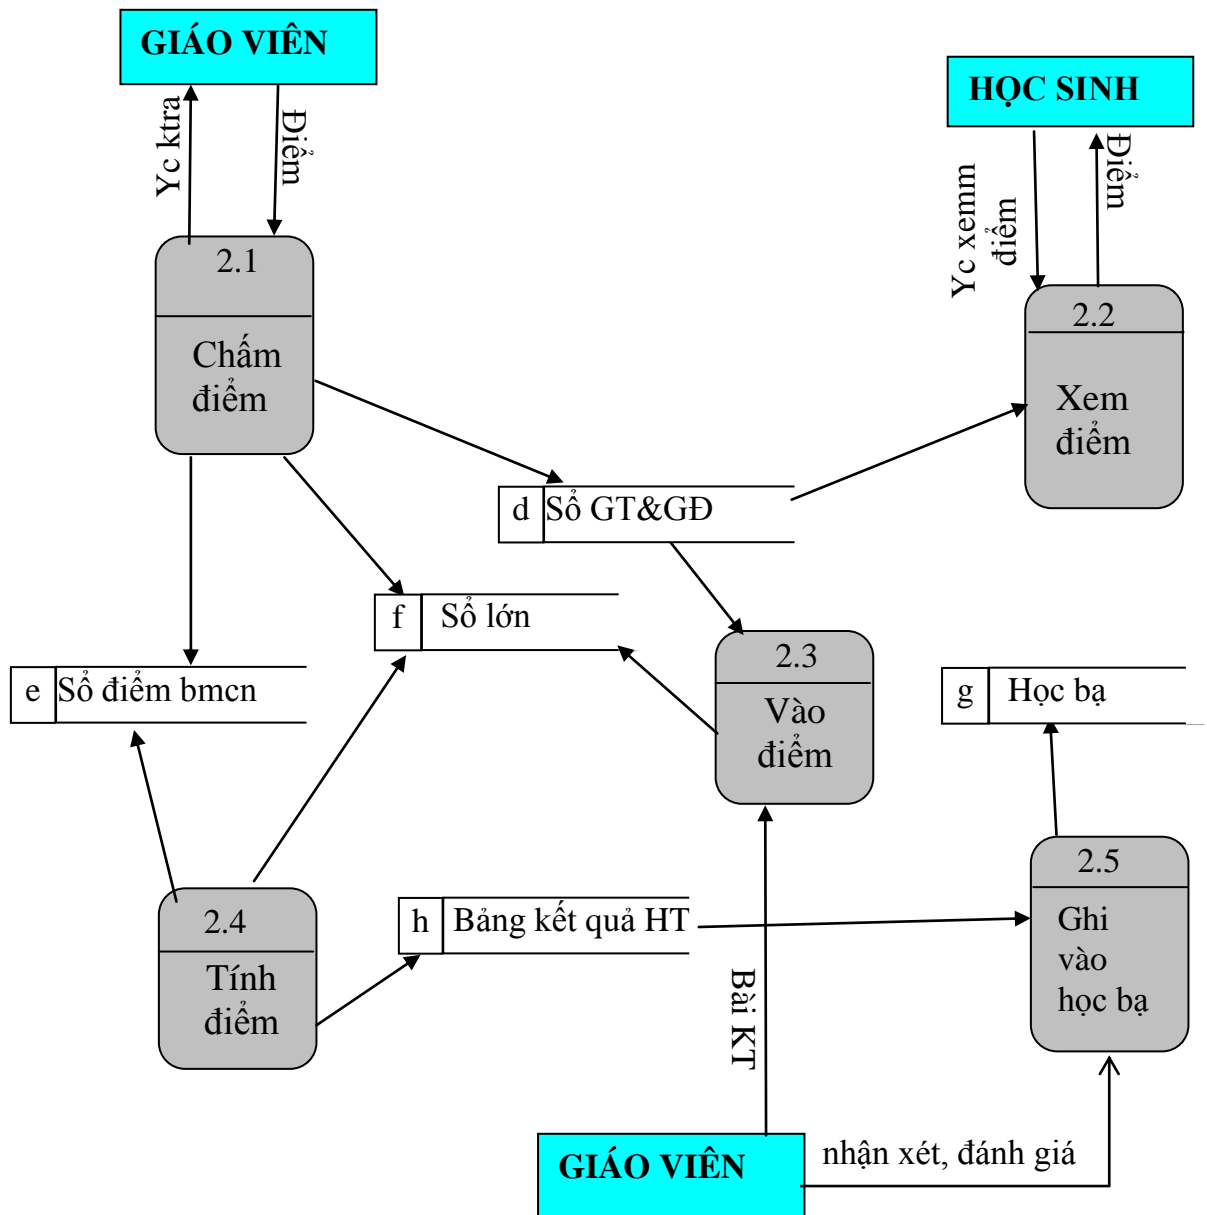 GIÁO VIÊN
HỌC SINH
Yc ktra
Điểm
Yc xemm
điểm
Điểm
2.1
Chấm
điểm
2.2
Xem
điểm
d Sổ GT&GĐ
f Sổ lớn
2.3
Vào
điểm
e Sổ điểm bmcn
g Học bạ
2.4
Tính
điểm
h Bảng kết quả HT
2.5
Ghi
vào
học bạ
Bài KT
GIÁO VIÊN
nhận xét, đánh giá